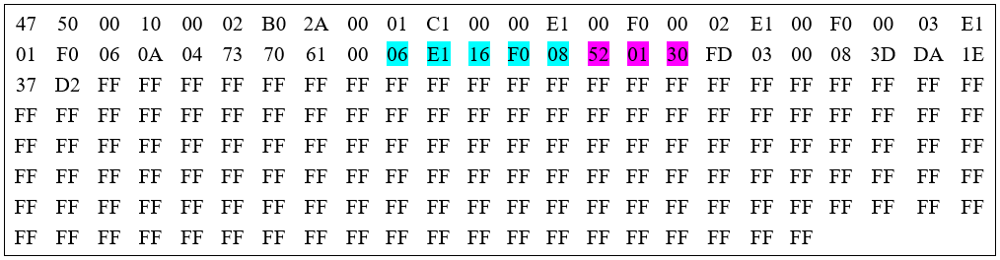 47 50 00 10 00 02 B0 2A 00 01 C1 00 00 E1 00 F0 00 02 E1 00 F0 00 03 E1
01 F0 06 0A 04 73 70 61 00 06 E1 16 F0 08 52 01 30 FD 03 00 08 3D DA 1E
37 D2 FF FF FF FF FF FF FF FF FF FF FF FF FF FF FF FF FF FF FF FF FF FF
FF FF FF FF FF FF FF FF FF FF FF FF FF FF FF FF FF FF FF FF FF FF FF FF
FF FF FF FF FF FF FF FF FF FF FF FF FF FF FF FF FF FF FF FF FF FF FF FF
FF FF FF FF FF FF FF FF FF FF FF FF FF FF FF FF FF FF FF FF FF FF FF FF
FF FF FF FF FF FF FF FF FF FF FF FF FF FF FF FF FF FF FF FF FF FF FF FF
FF FF FF FF FF FF FF FF FF FF FF FF FF FF FF FF FF FF FF FF